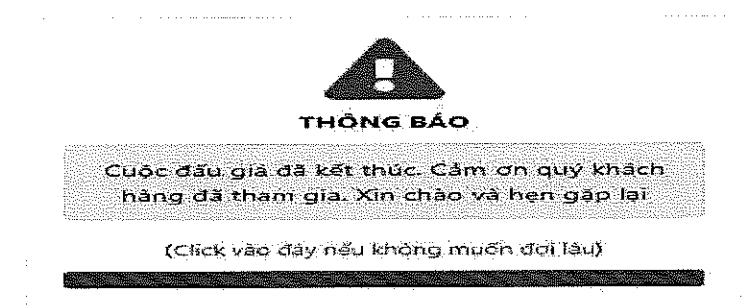 THÔNG BÁO
Cuộc đấu giá đã kết thúc. Cảm ơn quý khách
hàng đã tham gia. Xin chào và hẹn gặp lại
(Click vào đây nếu không muốn đợi lâu)